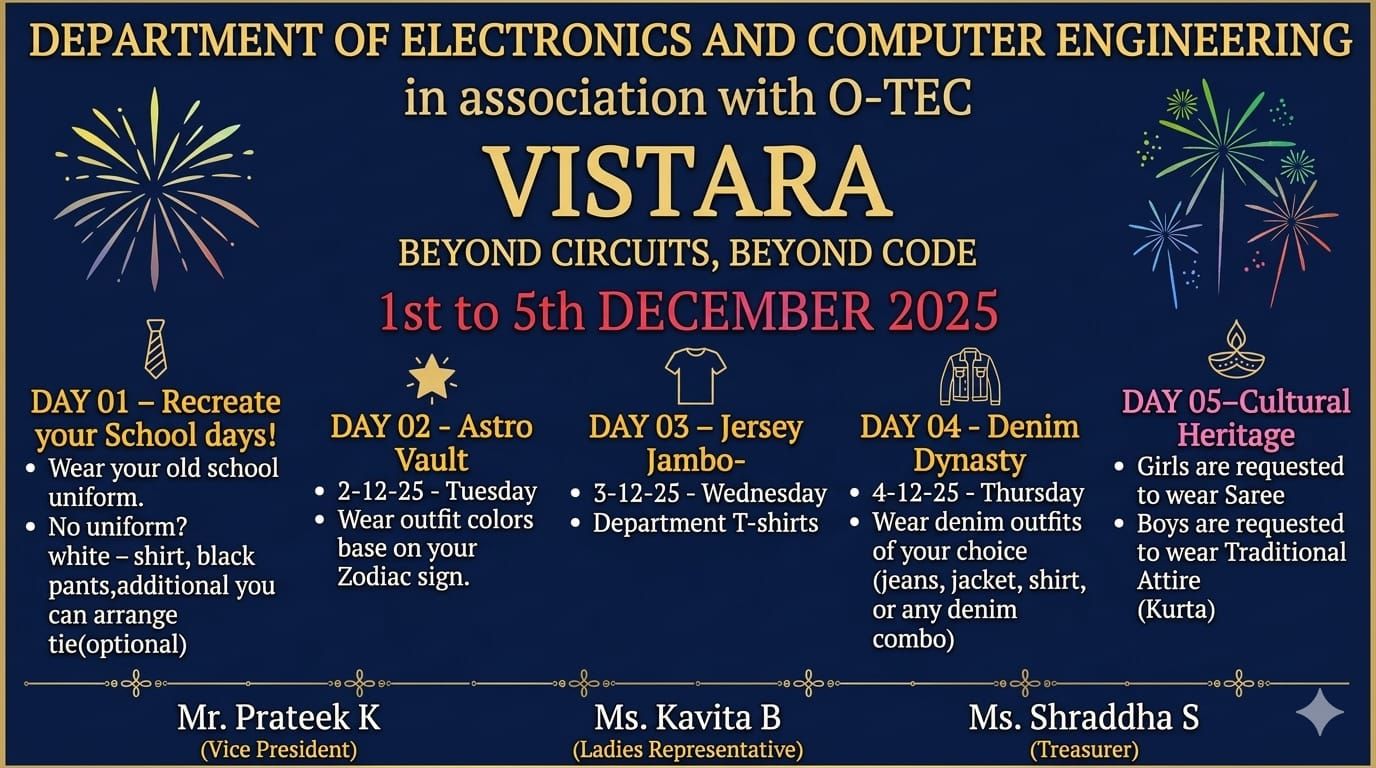 DEPARTMENT OF ELECTRONICS AND COMPUTER ENGINEERING
in association with O-TEC
VISTARA
BEYOND CIRCUITS, BEYOND CODE
1st to 5th DECEMBER 2025
DAY 01 – Recreate
your School days!
• Wear your old school
uniform.
• No uniform?
white – shirt, black
pants,additional you
can arrange
tie(optional)
DAY 02 - Astro
Vault
• 2-12-25 - Tuesday
• Wear outfit colors
base on your
Zodiac sign.
DAY 03 – Jersey
Jambo-
• 3-12-25 - Wednesday
• Department T-shirts
DAY 04 - Denim
Dynasty
• 4-12-25 - Thursday
• Wear denim outfits
of your choice
(jeans, jacket, shirt,
or any denim
combo)
DAY 05–Cultural
Heritage
• Girls are requested
to wear Saree
• Boys are requested
to wear Traditional
Attire
(Kurta)
Mr. Prateek K
(Vice President)
Ms. Kavita B
(Ladies Representative)
Ms. Shraddha S
(Treasurer)